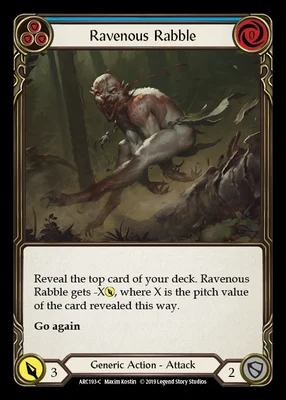 Ravenous Rabble
0
Reveal the top card of your deck. Ravenous
Rabble gets -X, where X is the pitch value
of the card revealed this way.
Go again
3
Generic Action - Attack
2
ARC193-C Maxim Kostin © 2019 Legend Story Studios